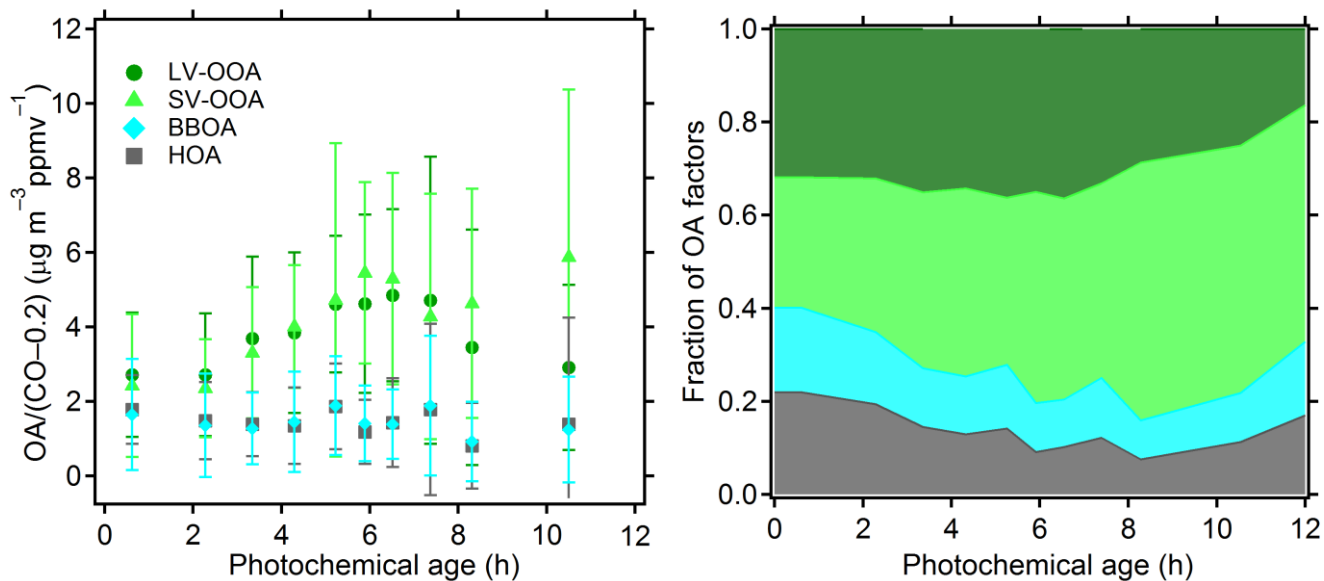 12
10
8
6
4
2
0
OA/(CO–0.2) (μg m⁻³ ppmv⁻¹)
LV-OOA
SV-OOA
BBOA
HOA
0 2 4 6 8 10 12
Photochemical age (h)
1.0
0.8
0.6
0.4
0.2
0.0
Fraction of OA factors
0 2 4 6 8 10 12
Photochemical age (h)